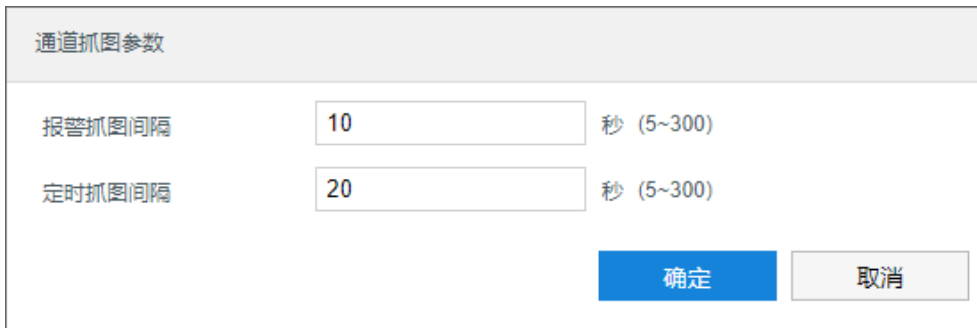 通道抓图参数
报警抓图间隔 10 秒 (5~300)
定时抓图间隔 20 秒 (5~300)
确定 取消